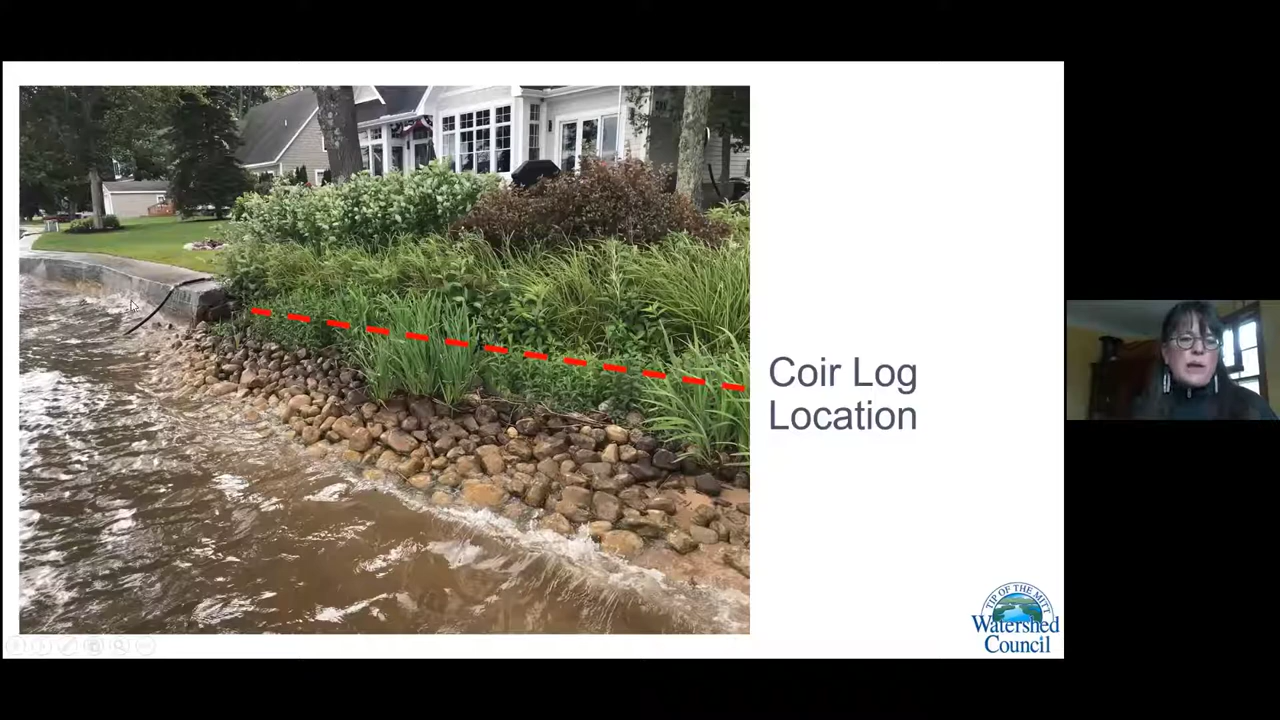 Coir Log
Location
TIP OF THE MITT
Watershed
Council